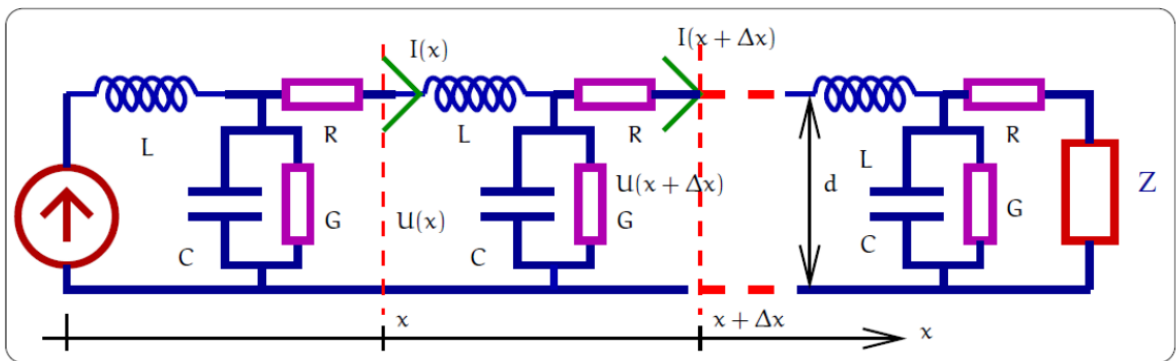 I(x)
I(x + Δx)
L
R
L
R
L
R
U(x + Δx)
d
Z
U(x)
G
G
G
C
C
C
x
x + Δx
x